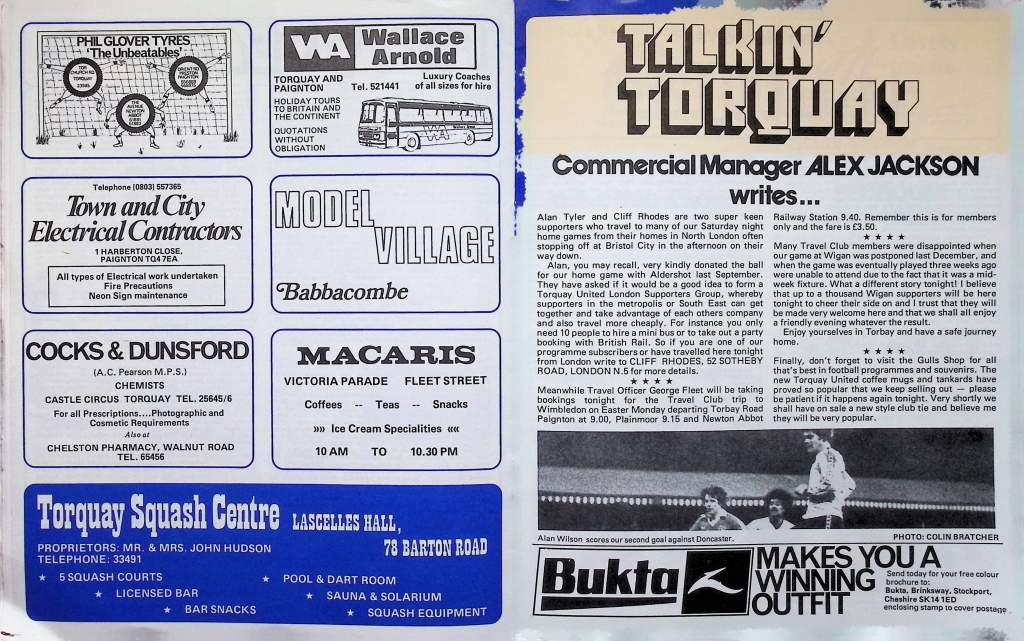 PHIL GLOVER TYRES
'The Unbeatables'
TOR
CHURCH RD
TORQUAY
23585
ORIENT RD
PRESTON
PAIGNTON
THE
AVENUE
NEWTON
ABBOT
WA Wallace
Arnold
TORQUAY AND
PAIGNTON
Tel. 521441
Luxury Coaches
of all sizes for hire
HOLIDAY TOURS
TO BRITAIN AND
THE CONTINENT
QUOTATIONS
WITHOUT
OBLIGATION
WA
Telephone [0803] 557365
Town and City
Electrical Contractors
1 HARBERTON CLOSE,
PAIGNTON TQ4 7EA
All types of Electrical work undertaken
Fire Precautions
Neon Sign maintenance
MODEL
VILLAGE
Babbacombe
COCKS & DUNSFORD
(A.C. Pearson M.P.S.)
CHEMISTS
CASTLE CIRCUS TORQUAY TEL. 25645/6
For all Prescriptions....Photographic and
Cosmetic Requirements
Also at
CHELSTON PHARMACY, WALNUT ROAD
TEL. 65456
MACARIS
VICTORIA PARADE FLEET STREET
Coffees -- Teas -- Snacks
»» Ice Cream Specialities ««
10 AM TO 10.30 PM
Torquay Squash Centre LASCELLES HALL,
78 BARTON ROAD
PROPRIETORS: MR. & MRS. JOHN HUDSON
TELEPHONE: 33491
★ 5 SQUASH COURTS
★ LICENSED BAR
★ BAR SNACKS
★ POOL & DART ROOM
★ SAUNA & SOLARIUM
★ SQUASH EQUIPMENT
TALKIN'
TORQUAY
Commercial Manager ALEX JACKSON
writes...
Alan Tyler and Cliff Rhodes are two super keen
supporters who travel to many of our Saturday night
home games from their homes in North London often
stopping off at Bristol City in the afternoon on their
way down.
Alan, you may recall, very kindly donated the ball
for our home game with Aldershot last September.
They have asked if it would be a good idea to form a
Torquay United London Supporters Group, whereby
supporters in the metropolis or South East can get
together and take advantage of each others company
and also travel more cheaply. For instance you only
need 10 people to hire a mini bus or to take out a party
booking with British Rail. So if you are one of our
programme subscribers or have travelled here tonight
from London write to CLIFF RHODES, 52 SOTHEBY
ROAD, LONDON N.5 for more details.
★ ★ ★ ★
Meanwhile Travel Officer George Fleet will be taking
bookings tonight for the Travel Club trip to
Wimbledon on Easter Monday departing Torbay Road
Paignton at 9.00, Plainmoor 9.15 and Newton Abbot
Railway Station 9.40. Remember this is for members
only and the fare is £3.50.
★ ★ ★ ★
Many Travel Club members were disappointed when
our game at Wigan was postponed last December, and
when the game was eventually played three weeks ago
were unable to attend due to the fact that it was a mid-
week fixture. What a different story tonight! I believe
that up to a thousand Wigan supporters will be here
tonight to cheer their side on and I trust that they will
be made very welcome here and that we shall all enjoy
a friendly evening whatever the result.
Enjoy yourselves in Torbay and have a safe journey
home.
★ ★ ★ ★
Finally, don't forget to visit the Gulls Shop for all
that's best in football programmes and souvenirs. The
new Torquay United coffee mugs and tankards have
proved so popular that we keep selling out — please
be patient if it happens again tonight. Very shortly we
shall have on sale a new style club tie and believe me
they will be very popular.
Alan Wilson scores our second goal against Doncaster.
PHOTO: COLIN BRATCHER
Bukta
MAKES YOU A
WINNING
OUTFIT
Send today for your free colour
brochure to:
Bukta, Brinksway, Stockport,
Cheshire SK14 1ED
enclosing stamp to cover postage